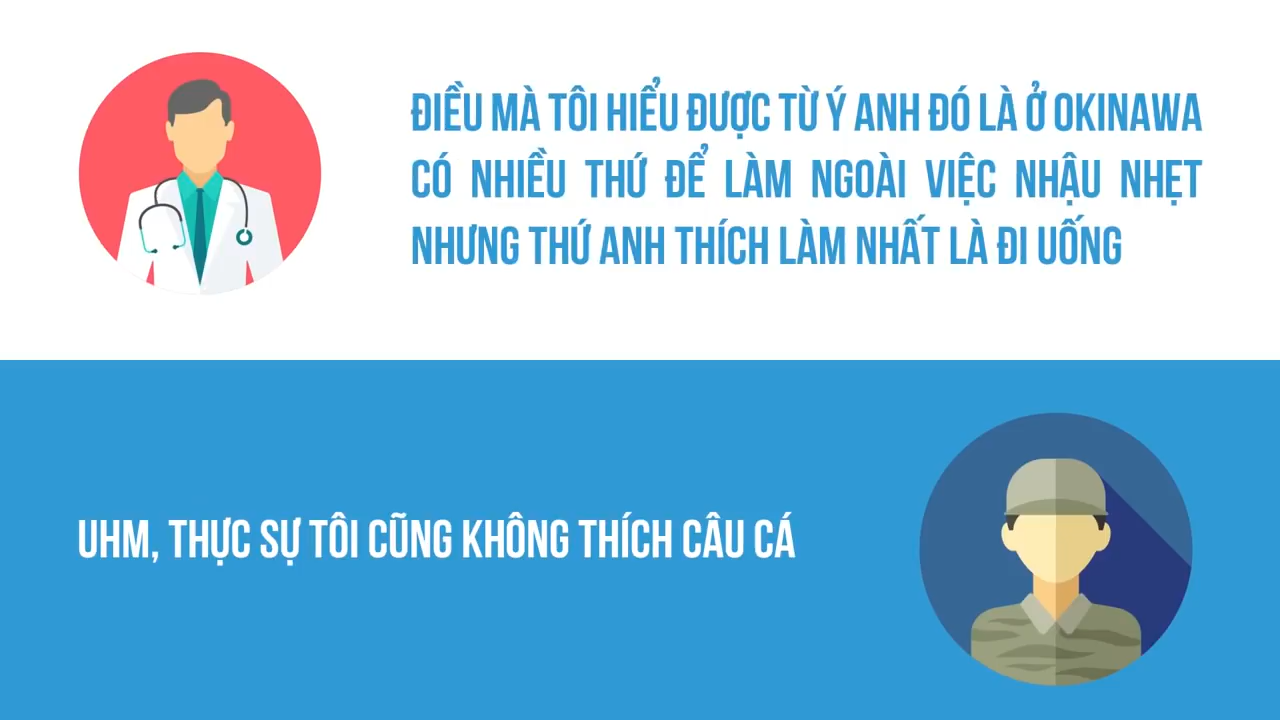 ĐIỀU MÀ TÔI HIỂU ĐƯỢC TỪ Ý ANH ĐÓ LÀ Ở OKINAWA
CÓ NHIỀU THỨ ĐỂ LÀM NGOÀI VIỆC NHẬU NHẸT
NHƯNG THỨ ANH THÍCH LÀM NHẤT LÀ ĐI UỐNG
UHM, THỰC SỰ TÔI CŨNG KHÔNG THÍCH CÂU CÁ